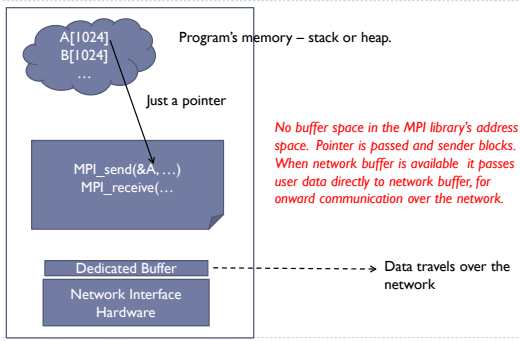 A[1024]
B[1024]
…
Program's memory – stack or heap.
Just a pointer
No buffer space in the MPI library's address
space. Pointer is passed and sender blocks.
When network buffer is available it passes
user data directly to network buffer, for
onward communication over the network.
MPI_send(&A, …)
MPI_receive(…
Dedicated Buffer
Data travels over the
network
Network Interface
Hardware